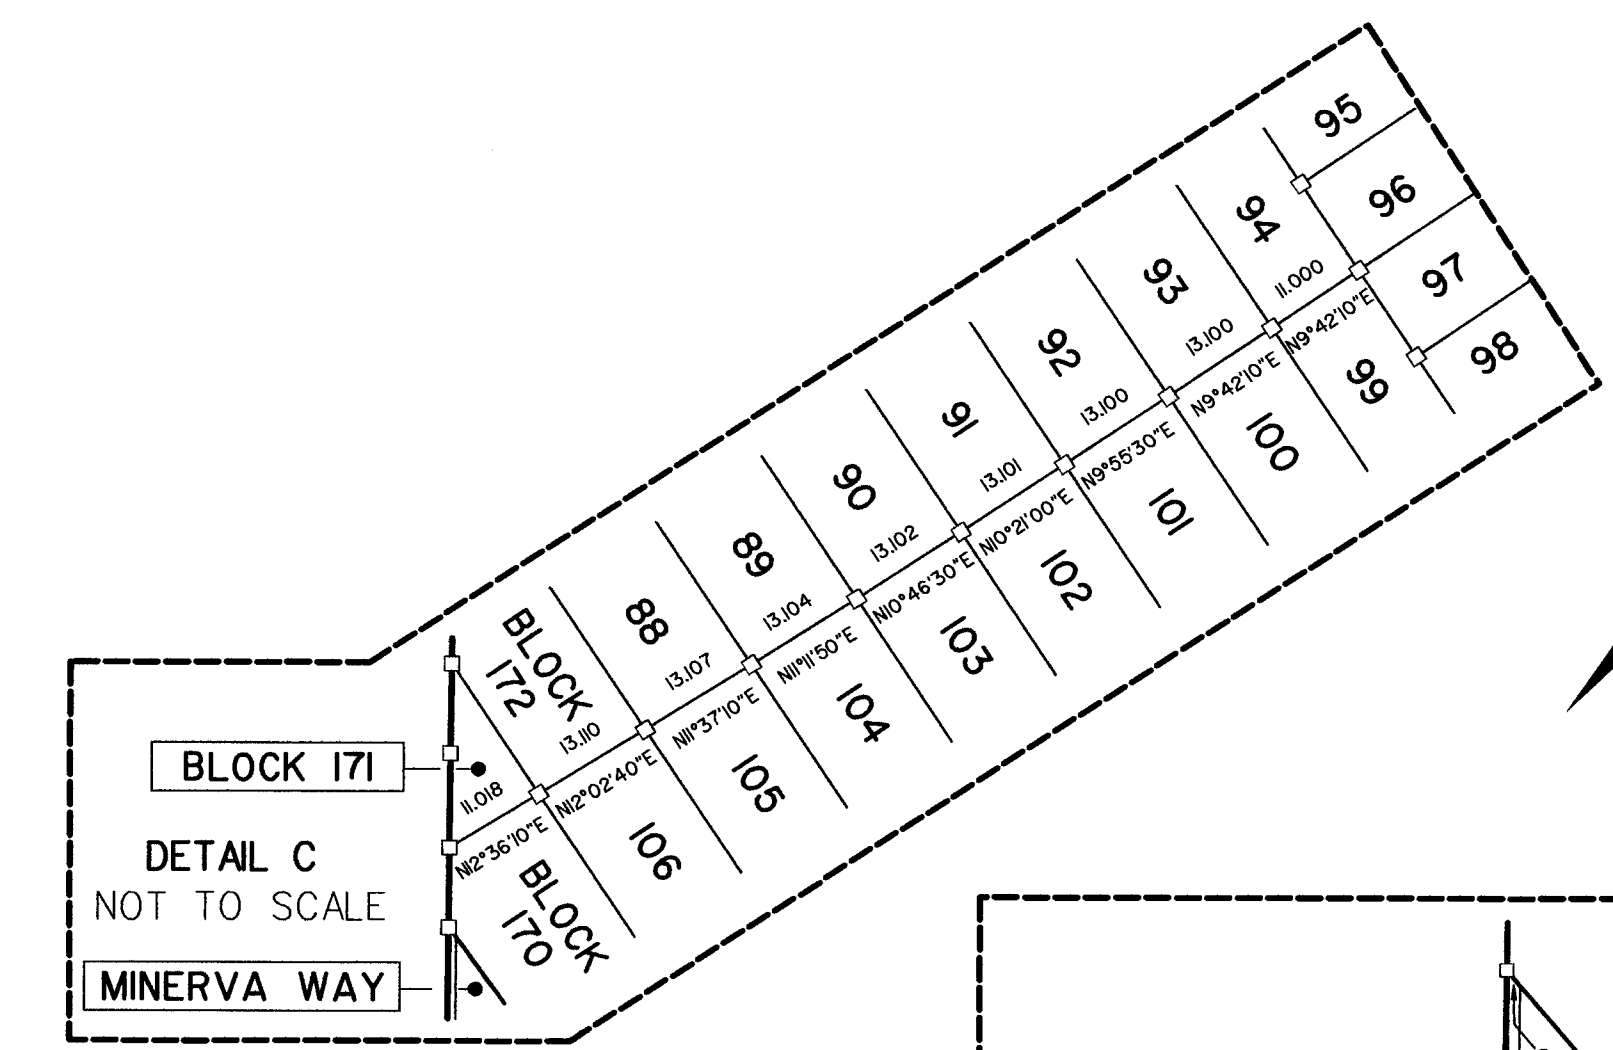 95
96
97
98
94
93
92
91
90
89
88
BLOCK
172
11.000
13.100
13.100
13.101
13.102
13.104
13.107
13.110
11.018
N9°42'10"E
N9°42'10"E
N9°55'30"E
N10°21'00"E
N10°46'30"E
N11°11'50"E
N11°37'10"E
N12°02'40"E
N12°36'10"E
99
100
101
102
103
104
105
106
BLOCK
170
BLOCK 171
DETAIL C
NOT TO SCALE
MINERVA WAY